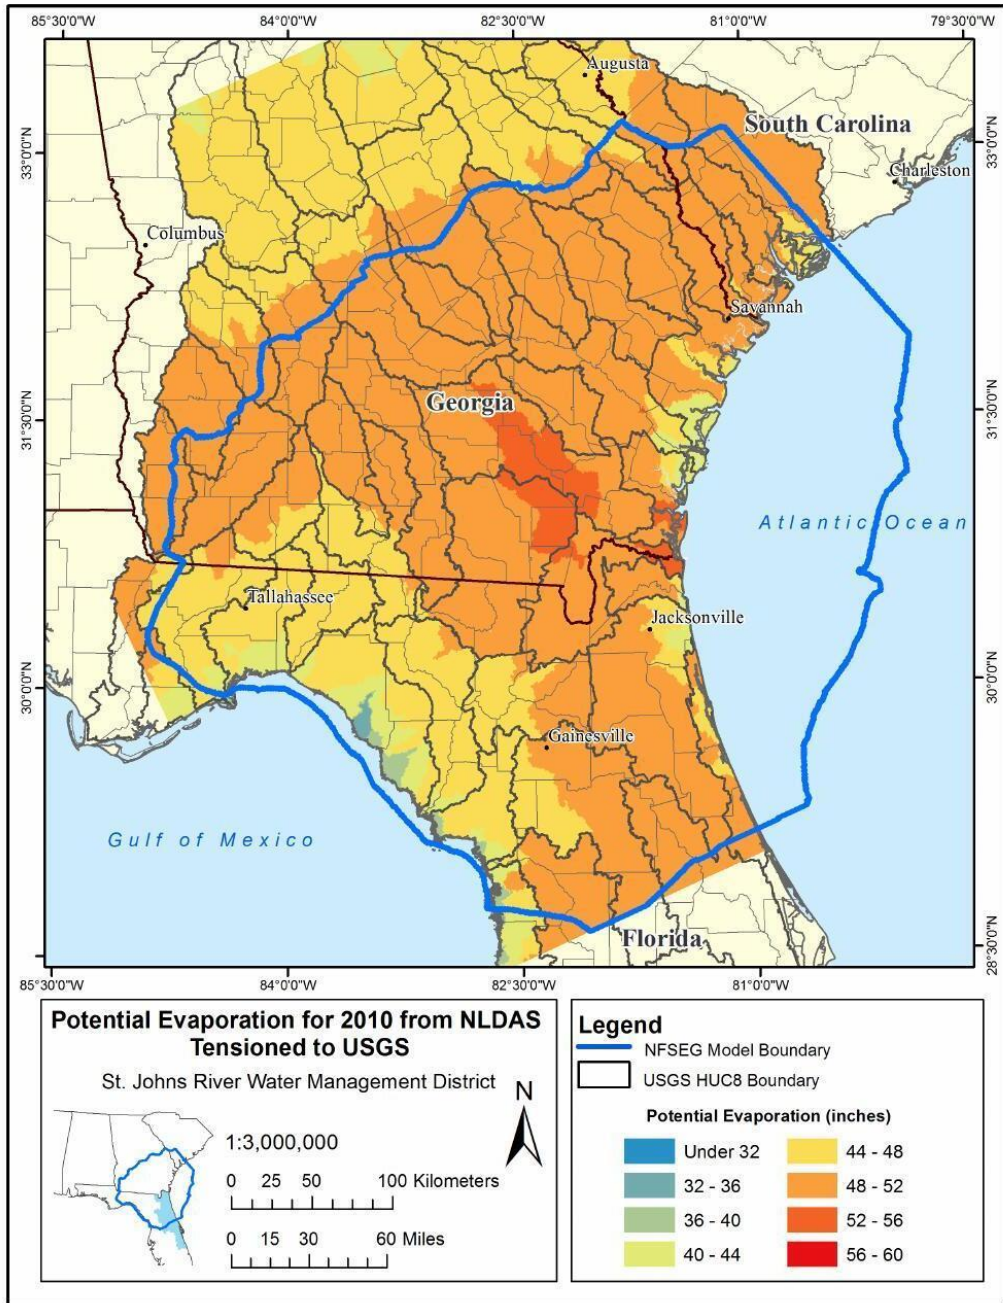 85°30'0"W 84°0'0"W 82°30'0"W 81°0'0"W 79°30'0"W
Augusta
South Carolina
33°0'0"N
33°0'0"N
Charleston
Columbus
Savannah
Georgia
31°30'0"N
31°30'0"N
Atlantic Ocean
Tallahassee
Jacksonville
30°0'0"N
30°0'0"N
Gainesville
Gulf of Mexico
Florida
28°30'0"N
85°30'0"W 84°0'0"W 82°30'0"W 81°0'0"W
Potential Evaporation for 2010 from NLDAS
Tensioned to USGS
St. Johns River Water Management District
N
1:3,000,000
0 25 50 100 Kilometers
0 15 30 60 Miles
Legend
NFSEG Model Boundary
USGS HUC8 Boundary
Potential Evaporation (inches)
Under 32
32 - 36
36 - 40
40 - 44
44 - 48
48 - 52
52 - 56
56 - 60